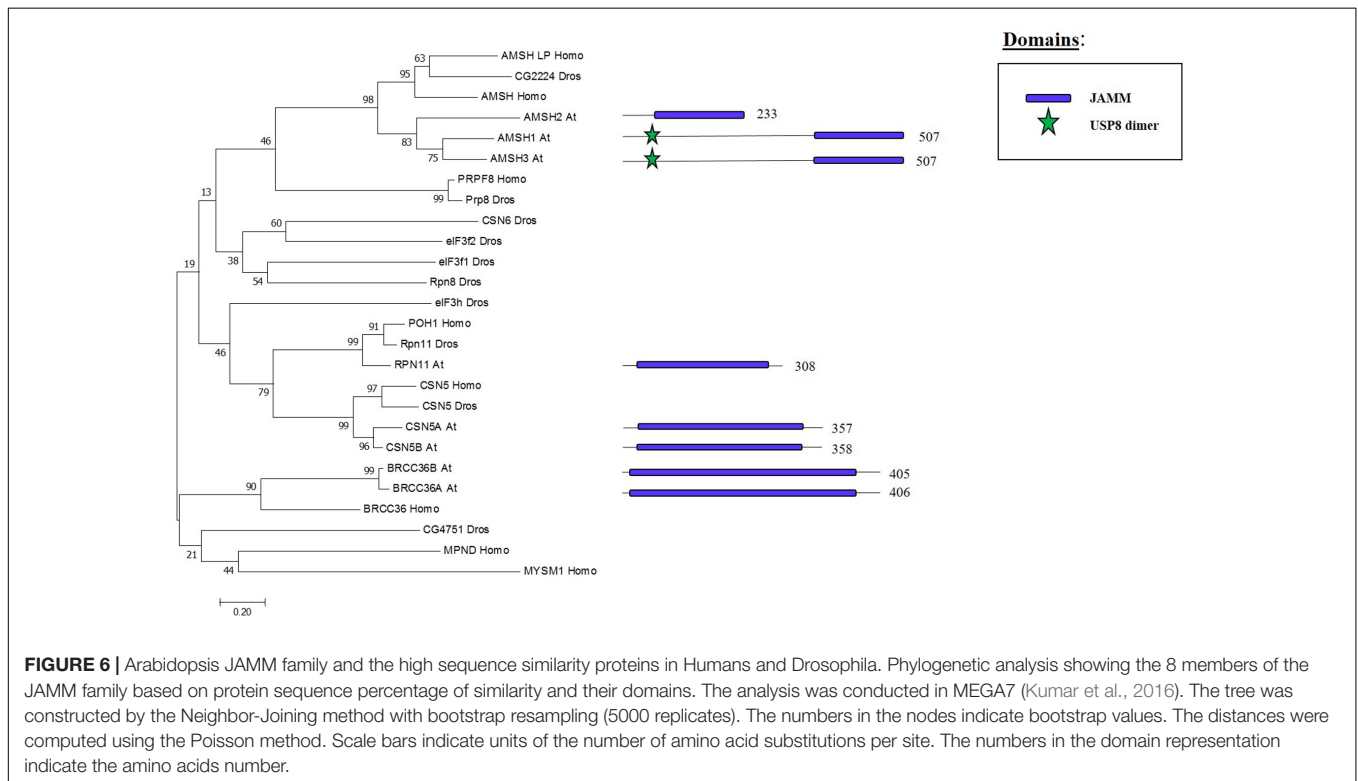 Domains:
JAMM
USP8 dimer
AMSH LP Homo
63
95
CG2224 Dros
98
AMSH Homo
AMSH2 At
233
46
83
AMSH1 At
507
75
AMSH3 At
507
PRPF8 Homo
13
99
Prp8 Dros
60
CSN6 Dros
eIF3f2 Dros
19
38
eIF3f1 Dros
54
Rpn8 Dros
eIF3h Dros
91
POH1 Homo
46
99
Rpn11 Dros
RPN11 At
308
79
97
CSN5 Homo
CSN5 Dros
99
CSN5A At
357
96
CSN5B At
358
99
BRCC36B At
405
90
BRCC36A At
406
BRCC36 Homo
CG4751 Dros
21
MPND Homo
44
MYSM1 Homo
0.20
FIGURE 6 | Arabidopsis JAMM family and the high sequence similarity proteins in Humans and Drosophila. Phylogenetic analysis showing the 8 members of the
JAMM family based on protein sequence percentage of similarity and their domains. The analysis was conducted in MEGA7 (Kumar et al., 2016). The tree was
constructed by the Neighbor-Joining method with bootstrap resampling (5000 replicates). The numbers in the nodes indicate bootstrap values. The distances were
computed using the Poisson method. Scale bars indicate units of the number of amino acid substitutions per site. The numbers in the domain representation
indicate the amino acids number.